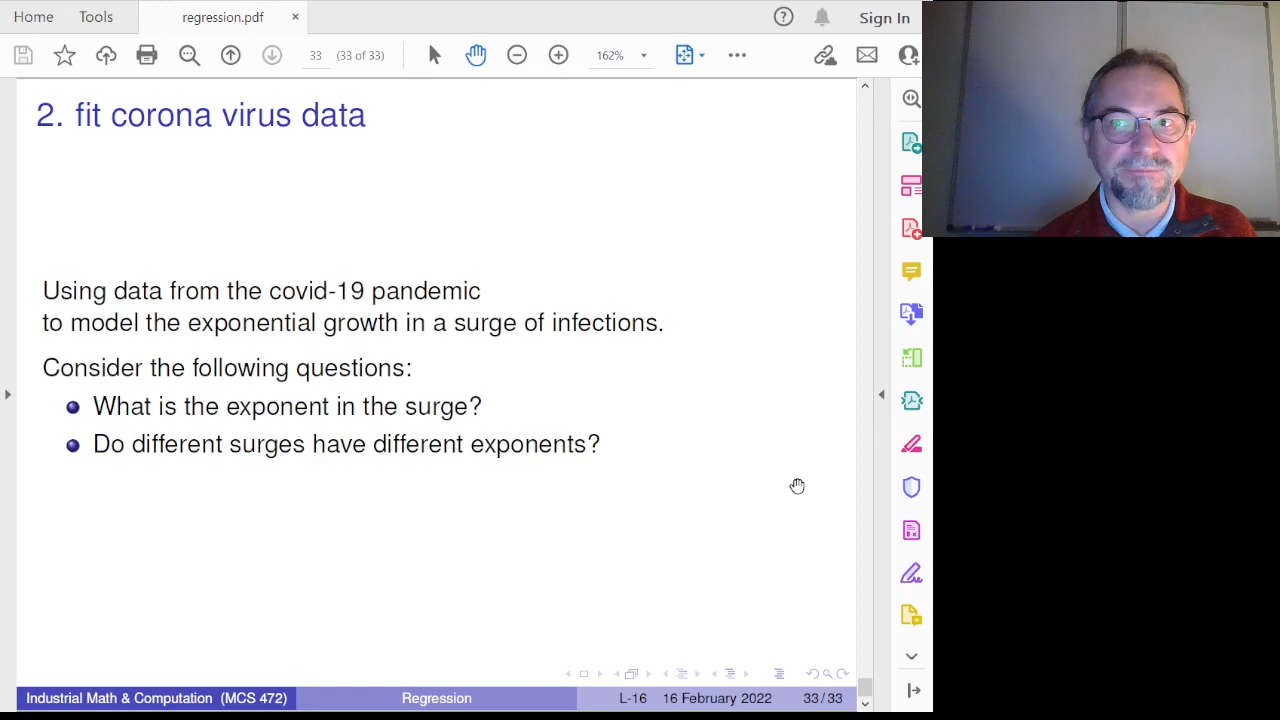 Home Tools regression.pdf × Sign In
33 (33 of 33) 162%
2. fit corona virus data
Using data from the covid-19 pandemic
to model the exponential growth in a surge of infections.
Consider the following questions:
What is the exponent in the surge?
Do different surges have different exponents?
Industrial Math & Computation (MCS 472) Regression L-16 16 February 2022 33/33